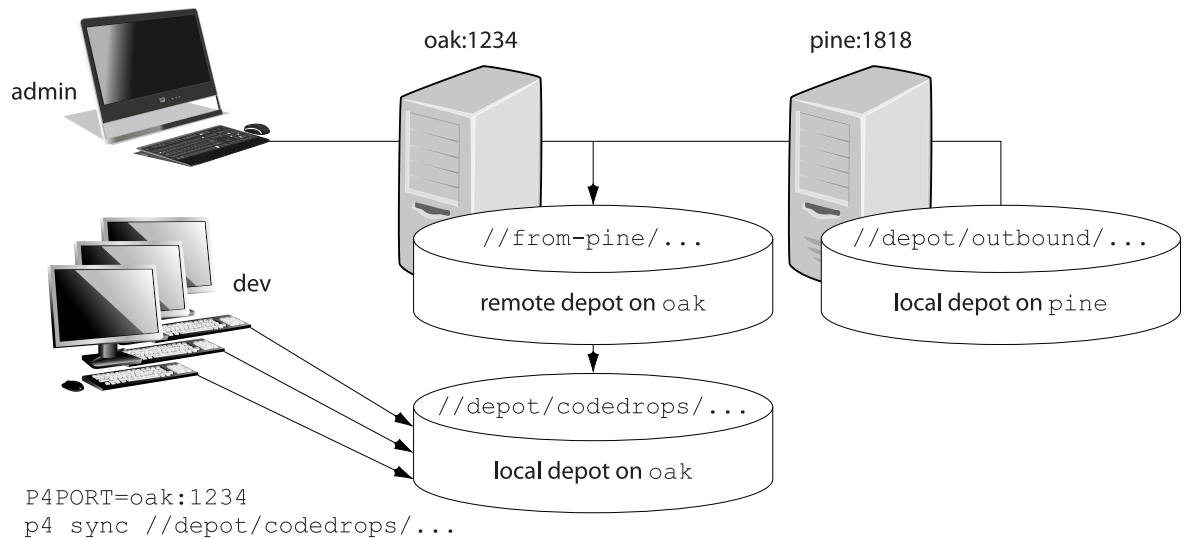 oak:1234
pine:1818
admin
//from-pine/...
//depot/outbound/...
dev
remote depot on oak
local depot on pine
//depot/codedrops/...
local depot on oak
P4PORT=oak:1234
p4 sync //depot/codedrops/...